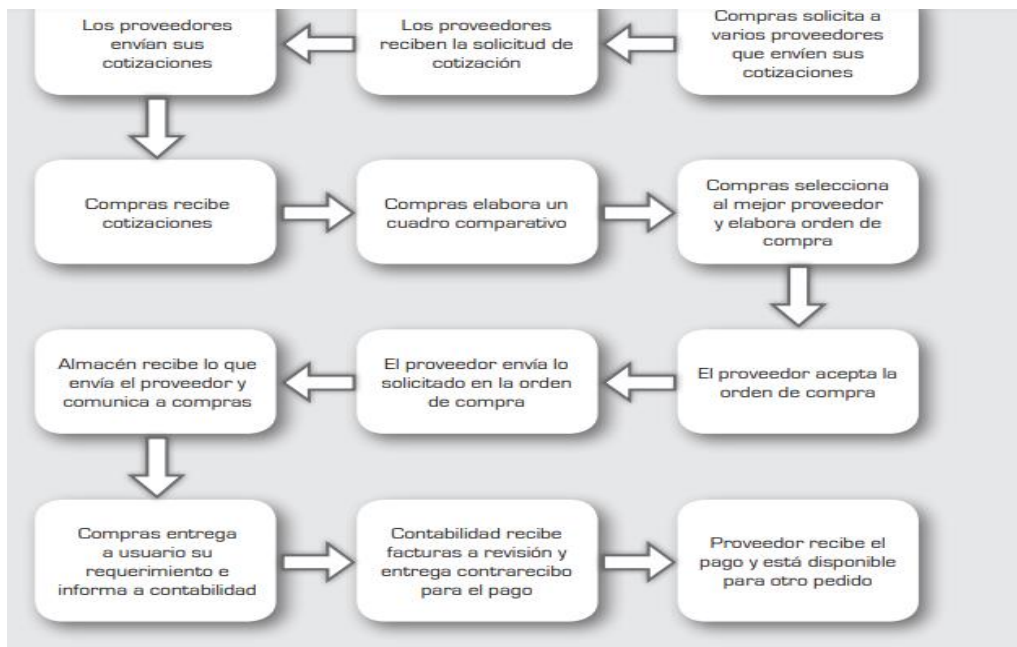 Los proveedores
envían sus
cotizaciones
Los proveedores
reciben la solicitud de
cotización
Compras solicita a
varios proveedores
que envíen sus
cotizaciones
Compras recibe
cotizaciones
Compras elabora un
cuadro comparativo
Compras selecciona
al mejor proveedor
y elabora orden de
compra
Almacén recibe lo que
envía el proveedor y
comunica a compras
El proveedor envía lo
solicitado en la orden
de compra
El proveedor acepta la
orden de compra
Compras entrega
a usuario su
requerimiento e
informa a contabilidad
Contabilidad recibe
facturas a revisión y
entrega contrarecibo
para el pago
Proveedor recibe el
pago y está disponible
para otro pedido